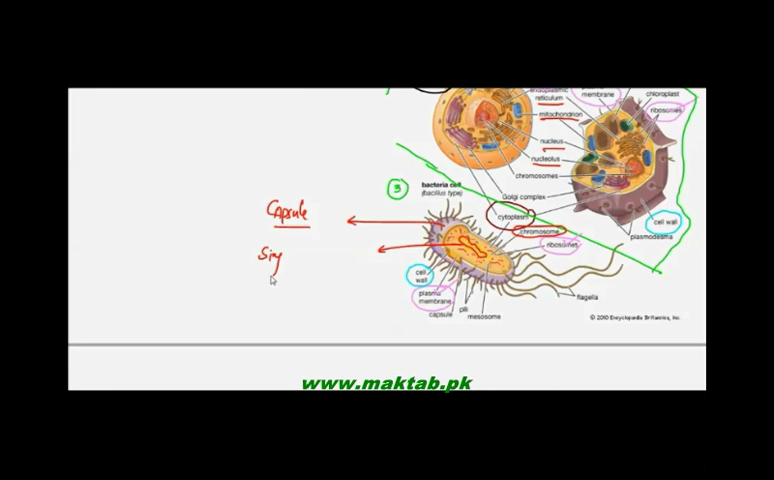 endoplasmic
reticulum
mitochondrion
nucleus
nucleolus
chromosomes
Golgi complex
cytoplasm
chromosome
ribosomes
membrane
chloroplast
ribosomes
cell wall
plasmodesma
3
bacteria cell
(bacillus type)
Capsule
Sing
cell
wall
plasma
membrane
capsule
pili
mesosome
flagella
© 2010 Encyclopædia Britannica, Inc.
www.maktab.pk